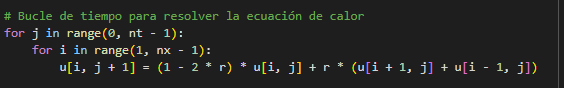 # Bucle de tiempo para resolver la ecuación de calor
for j in range(0, nt - 1):
    for i in range(1, nx - 1):
        u[i, j + 1] = (1 - 2 * r) * u[i, j] + r * (u[i + 1, j] + u[i - 1, j])